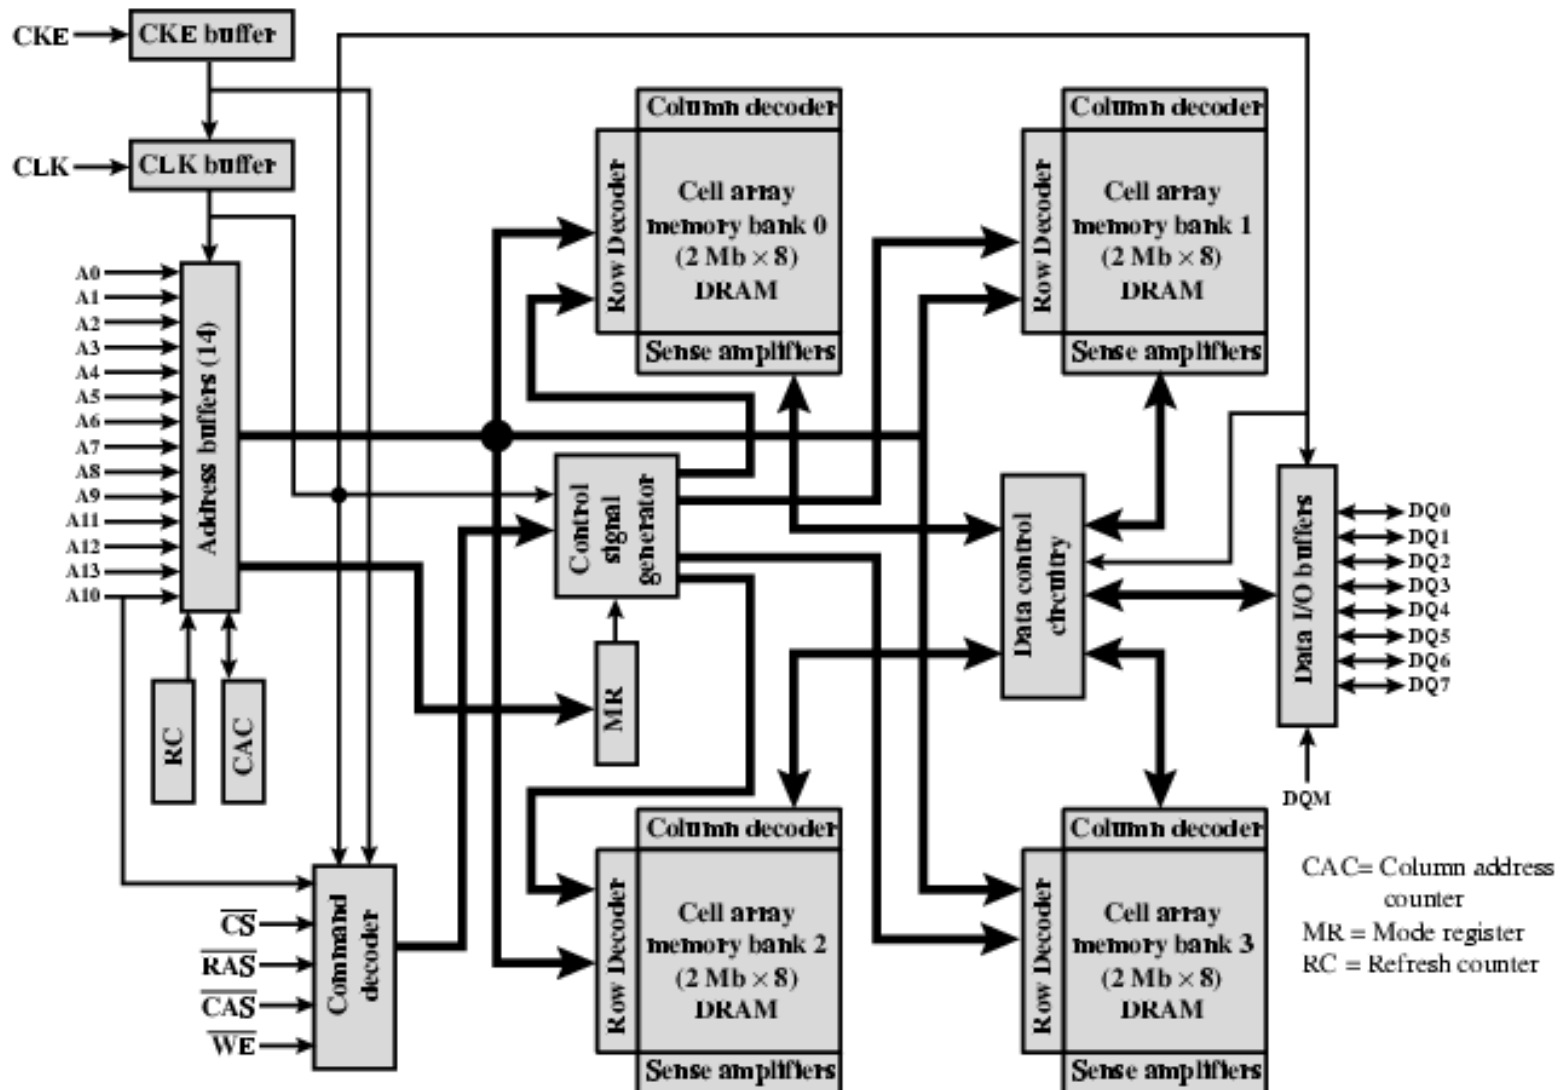 CKE
CKE buffer
CLK
CLK buffer
A0
A1
A2
A3
A4
A5
A6
A7
A8
A9
A11
A12
A13
A10
Address buffers (14)
RC
CAC
Column decoder
Row Decoder
Cell array
memory bank 0
(2 Mb × 8)
DRAM
Sense amplifiers
Column decoder
Row Decoder
Cell array
memory bank 1
(2 Mb × 8)
DRAM
Sense amplifiers
Control
signal
generator
MR
Data control
circuitry
Data I/O buffers
DQ0
DQ1
DQ2
DQ3
DQ4
DQ5
DQ6
DQ7
DQM
C̅S̅
R̅A̅S̅
C̅A̅S̅
W̅E̅
Command
decoder
Column decoder
Row Decoder
Cell array
memory bank 2
(2 Mb × 8)
DRAM
Sense amplifiers
Column decoder
Row Decoder
Cell array
memory bank 3
(2 Mb × 8)
DRAM
Sense amplifiers
CAC= Column address
counter
MR = Mode register
RC = Refresh counter